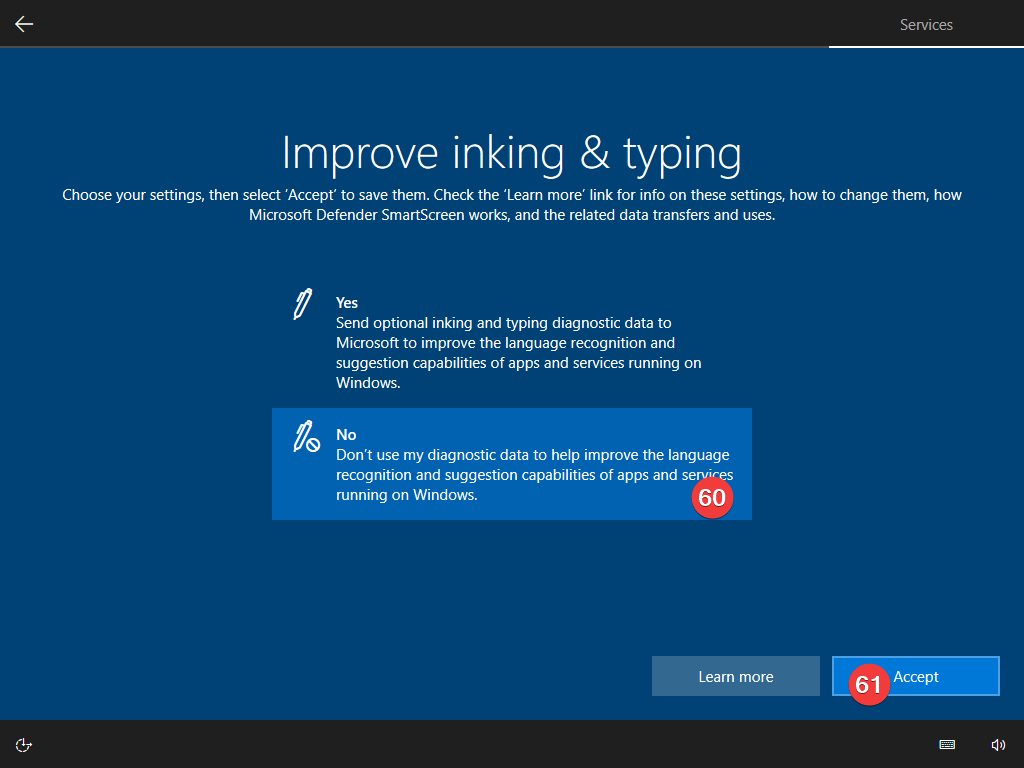 Services
Improve inking & typing
Choose your settings, then select ‘Accept’ to save them. Check the ‘Learn more’ link for info on these settings, how to change them, how
Microsoft Defender SmartScreen works, and the related data transfers and uses.
Yes
Send optional inking and typing diagnostic data to
Microsoft to improve the language recognition and
suggestion capabilities of apps and services running on
Windows.
No
Don’t use my diagnostic data to help improve the language
recognition and suggestion capabilities of apps and services
running on Windows.
60
Learn more
61 Accept